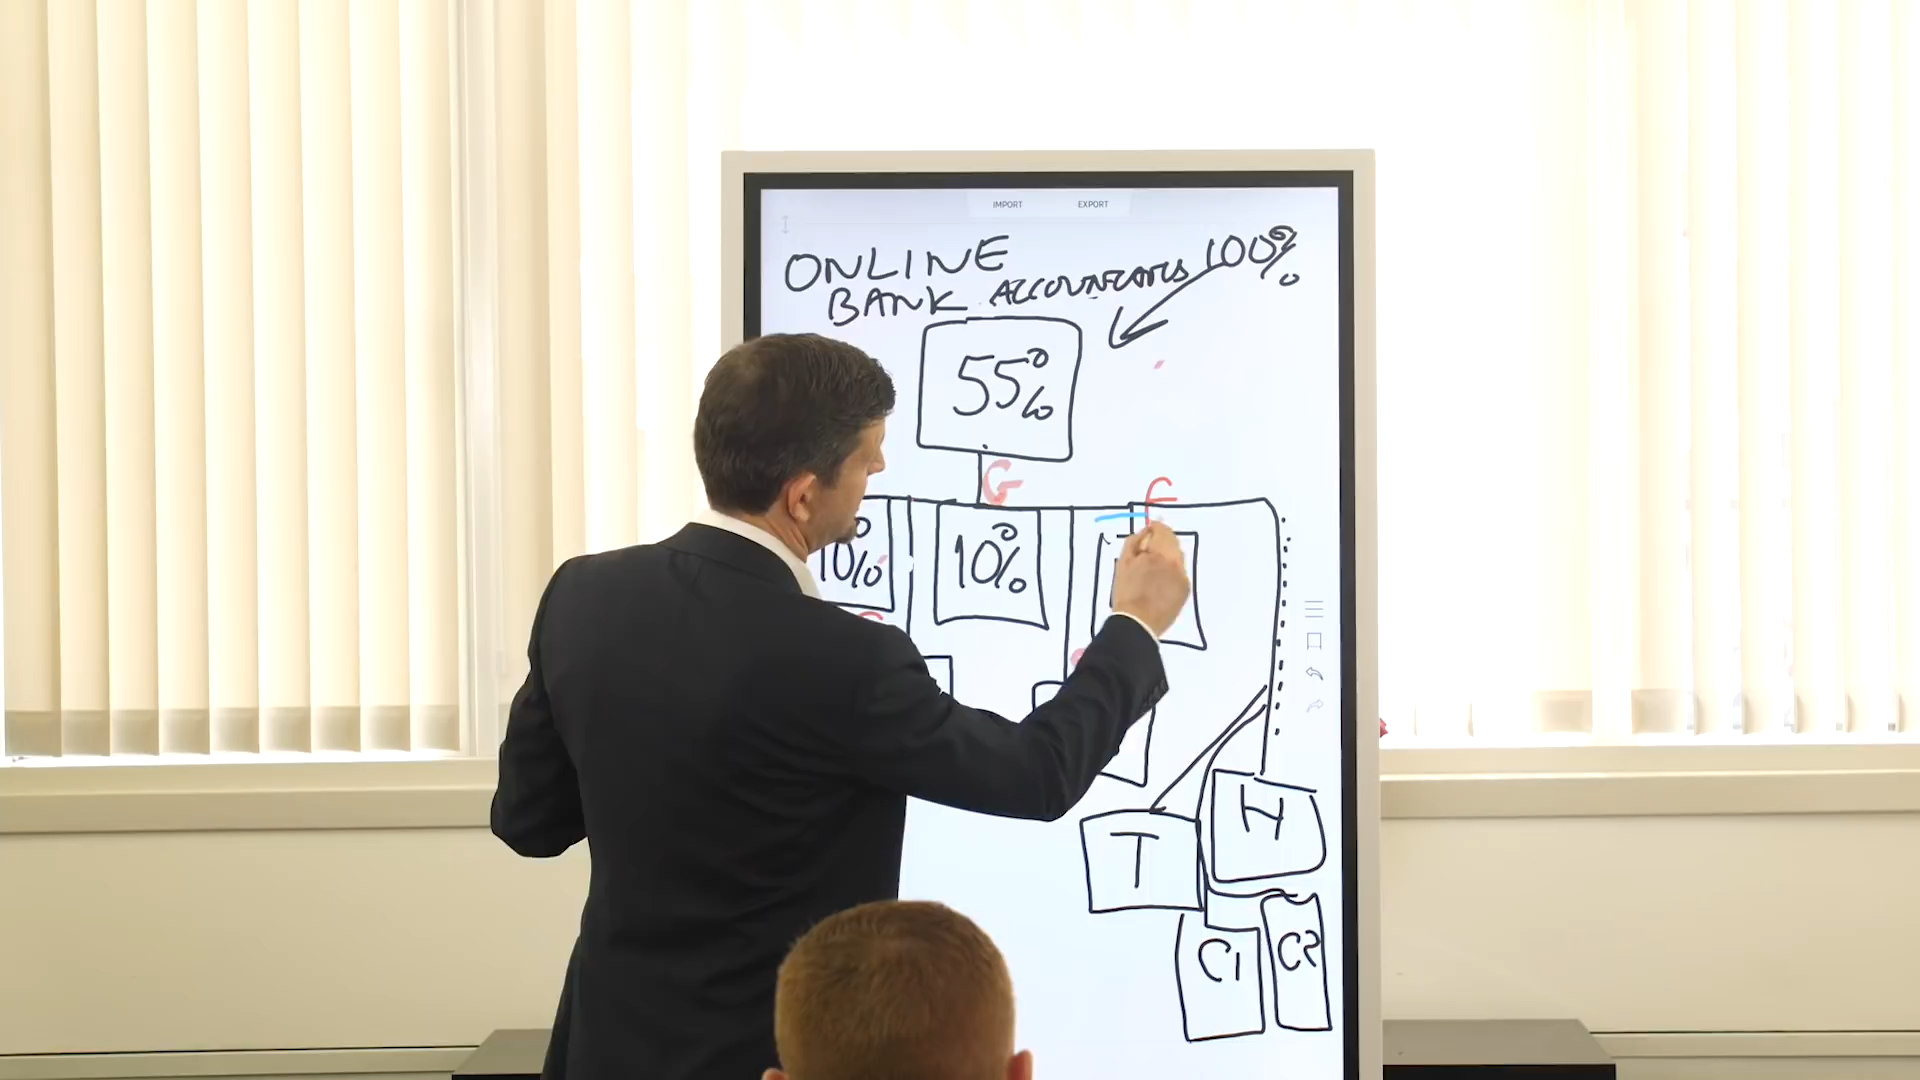 IMPORT EXPORT
ONLINE 100%
BANK
55%
G F
10% 10%
H
T
C1 C2